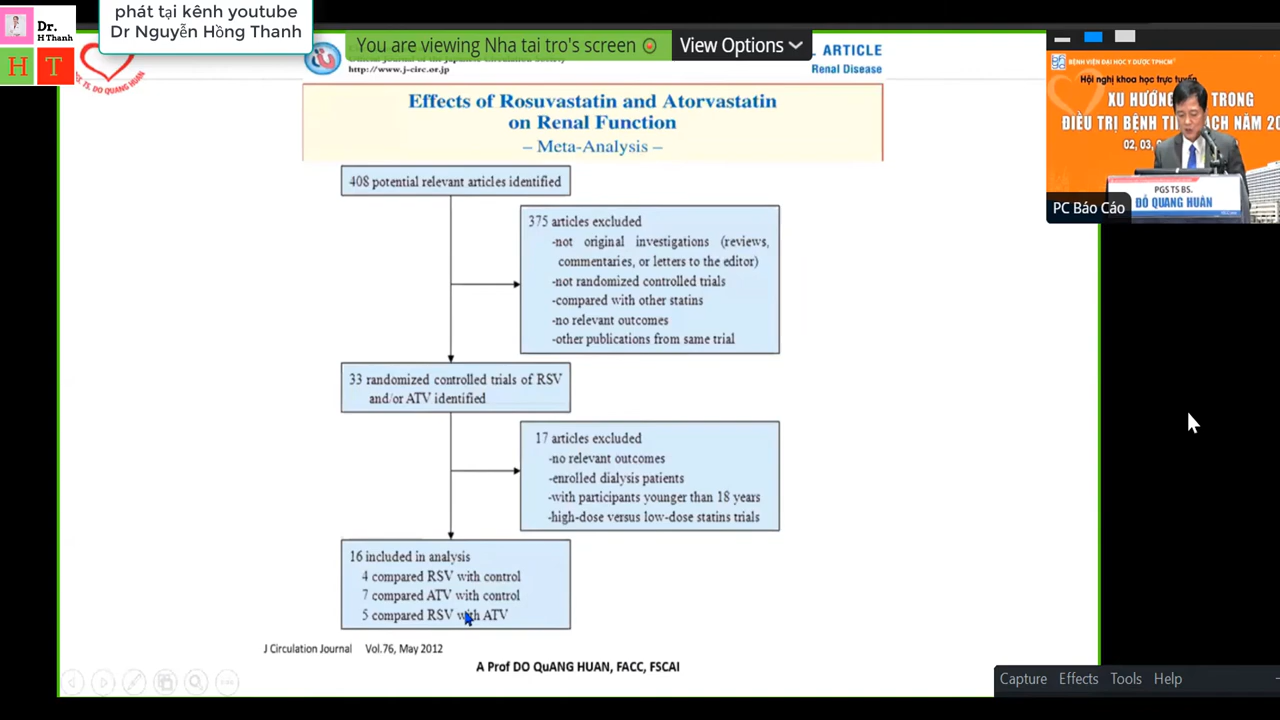 phát tại kênh youtube
Dr Nguyễn Hồng Thanh
Dr.
H Thanh
H T
TS. DO QUANG HUAN
You are viewing Nha tai tro's screen
View Options
http://www.j-circ.or.jp
ARTICLE
Renal Disease
Effects of Rosuvastatin and Atorvastatin
on Renal Function
– Meta-Analysis –
408 potential relevant articles identified
375 articles excluded
-not original investigations (reviews,
commentaries, or letters to the editor)
-not randomized controlled trials
-compared with other statins
-no relevant outcomes
-other publications from same trial
33 randomized controlled trials of RSV
and/or ATV identified
17 articles excluded
-no relevant outcomes
-enrolled dialysis patients
-with participants younger than 18 years
-high-dose versus low-dose statins trials
16 included in analysis
4 compared RSV with control
7 compared ATV with control
5 compared RSV with ATV
J Circulation Journal Vol.76, May 2012
A Prof DO QuANG HUAN, FACC, FSCAI
BỆNH VIỆN ĐẠI HỌC Y DƯỢC TPHCM
Hội nghị khoa học trực tuyến
XU HƯỚNG TRONG
ĐIỀU TRỊ BỆNH TI ẠCH NĂM 20
02, 03,
PGS TS BS.
ĐỖ QUANG HUÂN
PC Báo Cáo
Capture Effects Tools Help